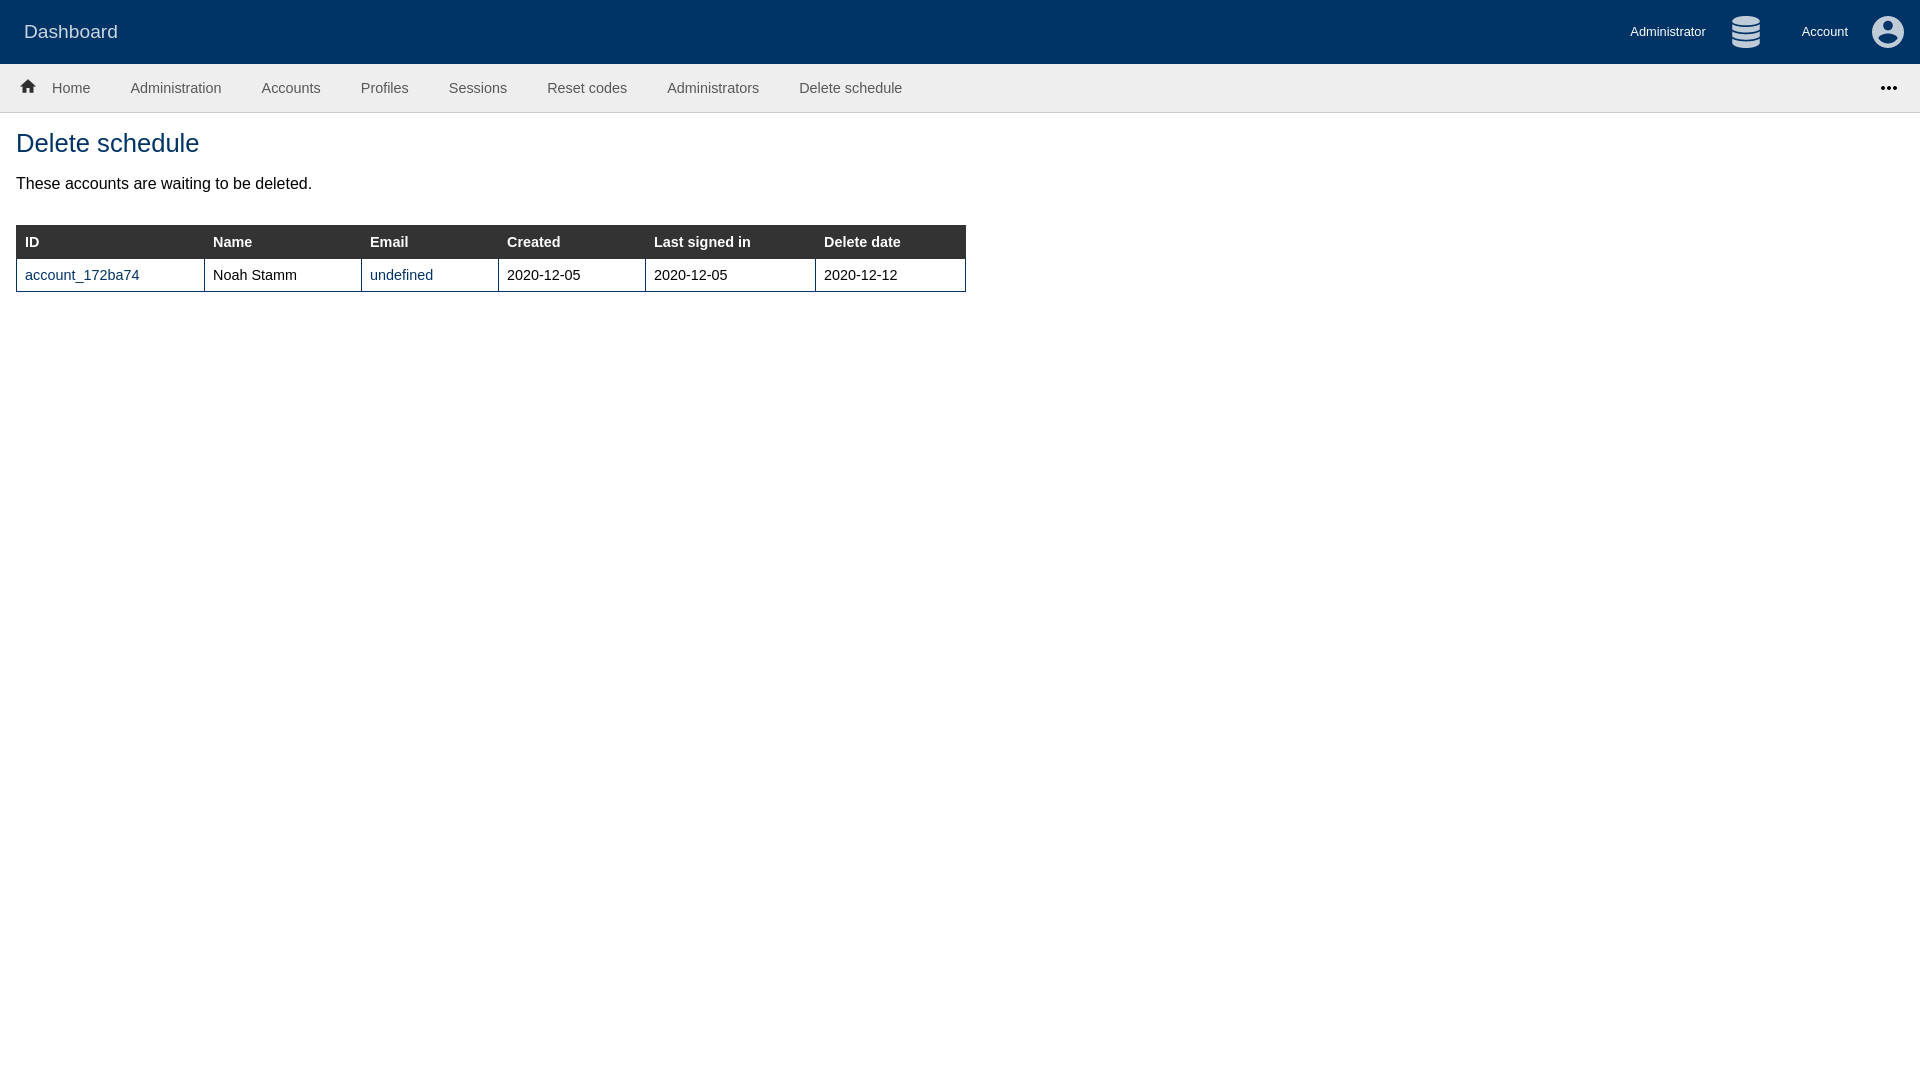 Dashboard
Administrator
Account
Home Administration Accounts Profiles Sessions Reset codes Administrators Delete schedule
Delete schedule
These accounts are waiting to be deleted.
ID Name Email Created Last signed in Delete date
account_172ba74 Noah Stamm undefined 2020-12-05 2020-12-05 2020-12-12